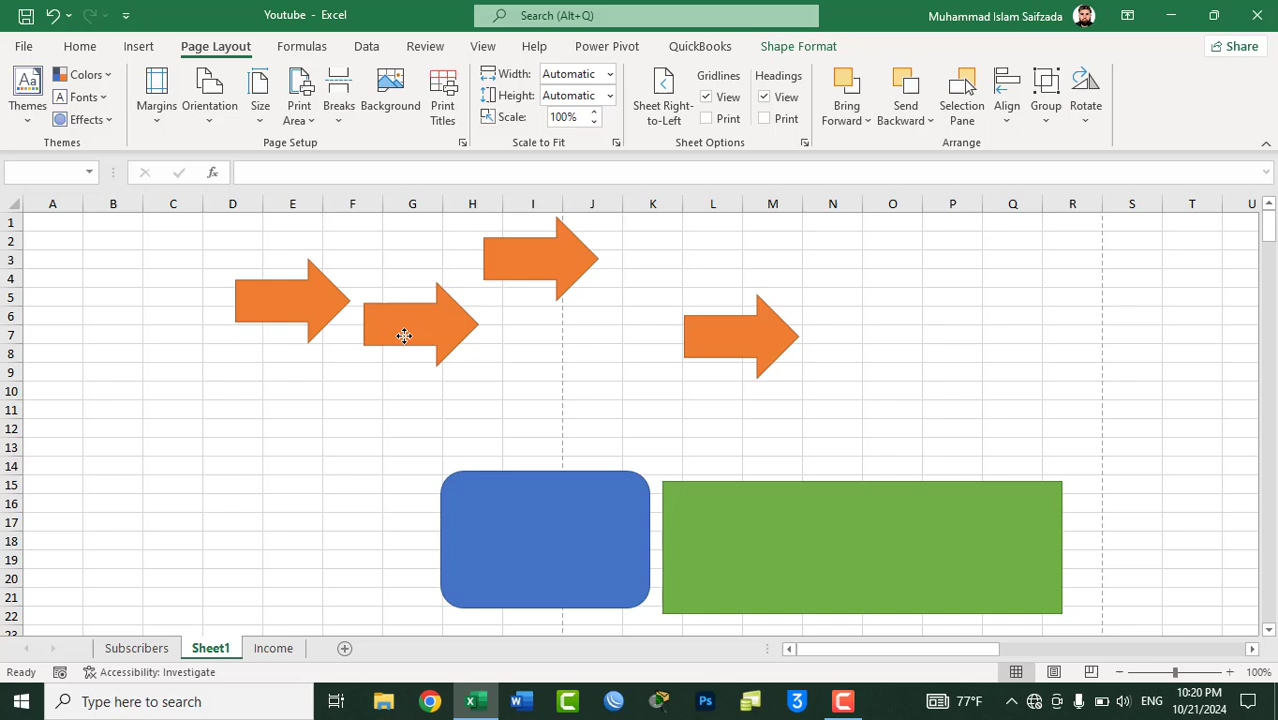 Youtube - Excel
Search (Alt+Q)
Muhammad Islam Saifzada
File Home Insert Page Layout Formulas Data Review View Help Power Pivot QuickBooks Shape Format
Share
Themes
Colors
Fonts
Effects
Margins
Orientation
Size
Print Area
Breaks
Background
Print Titles
Width: Automatic
Height: Automatic
Scale: 100%
Sheet Right-to-Left
Gridlines
View
Print
Headings
View
Print
Bring Forward
Send Backward
Selection Pane
Align
Group
Rotate
Themes
Page Setup
Scale to Fit
Sheet Options
Arrange
fx
A B C D E F G H I J K L M N O P Q R S T U
1
2
3
4
5
6
7
8
9
10
11
12
13
14
15
16
17
18
19
20
21
22
23
Subscribers Sheet1 Income
Ready
Accessibility: Investigate
100%
Type here to search
77°F
ENG
10:20 PM
10/21/2024